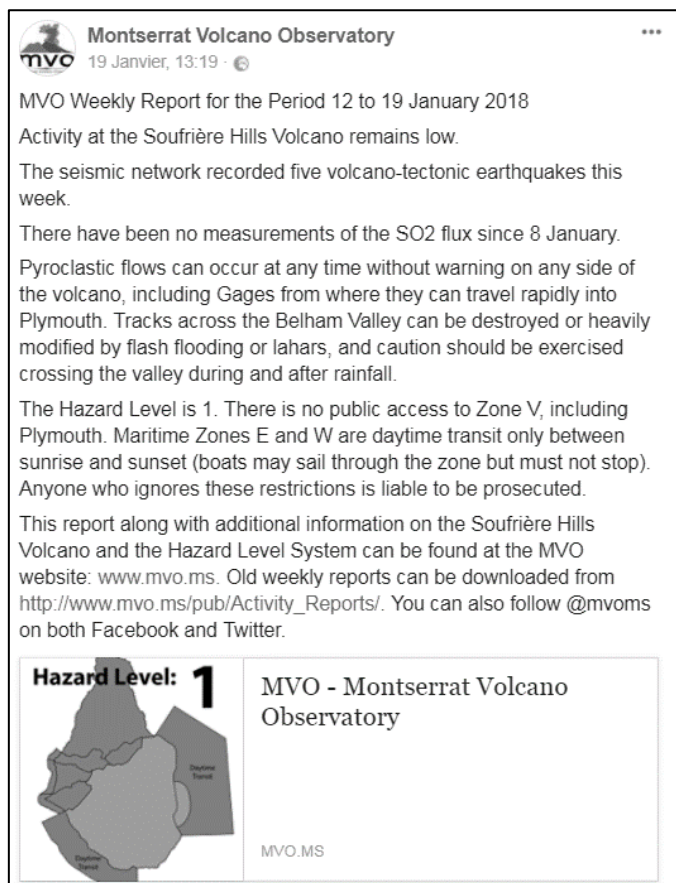 mvo
Montserrat Volcano Observatory
19 Janvier, 13:19 ·
MVO Weekly Report for the Period 12 to 19 January 2018
Activity at the Soufrière Hills Volcano remains low.
The seismic network recorded five volcano-tectonic earthquakes this
week.
There have been no measurements of the SO2 flux since 8 January.
Pyroclastic flows can occur at any time without warning on any side of
the volcano, including Gages from where they can travel rapidly into
Plymouth. Tracks across the Belham Valley can be destroyed or heavily
modified by flash flooding or lahars, and caution should be exercised
crossing the valley during and after rainfall.
The Hazard Level is 1. There is no public access to Zone V, including
Plymouth. Maritime Zones E and W are daytime transit only between
sunrise and sunset (boats may sail through the zone but must not stop).
Anyone who ignores these restrictions is liable to be prosecuted.
This report along with additional information on the Soufrière Hills
Volcano and the Hazard Level System can be found at the MVO
website: www.mvo.ms. Old weekly reports can be downloaded from
http://www.mvo.ms/pub/Activity_Reports/. You can also follow @mvoms
on both Facebook and Twitter.
Hazard Level: 1
Daytime
Transit
Daytime
Transit
MVO - Montserrat Volcano
Observatory
MVO.MS